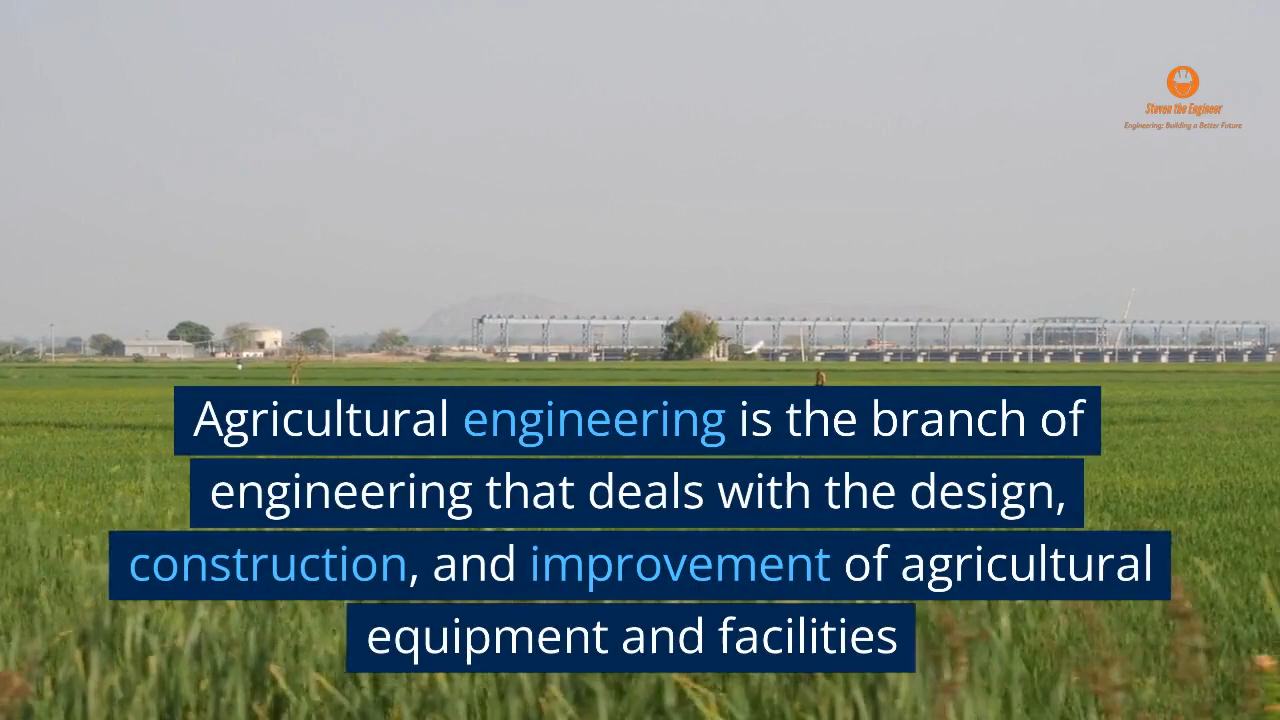 Steven the Engineer
Engineering: Building a Better Future
Agricultural engineering is the branch of
engineering that deals with the design,
construction, and improvement of agricultural
equipment and facilities